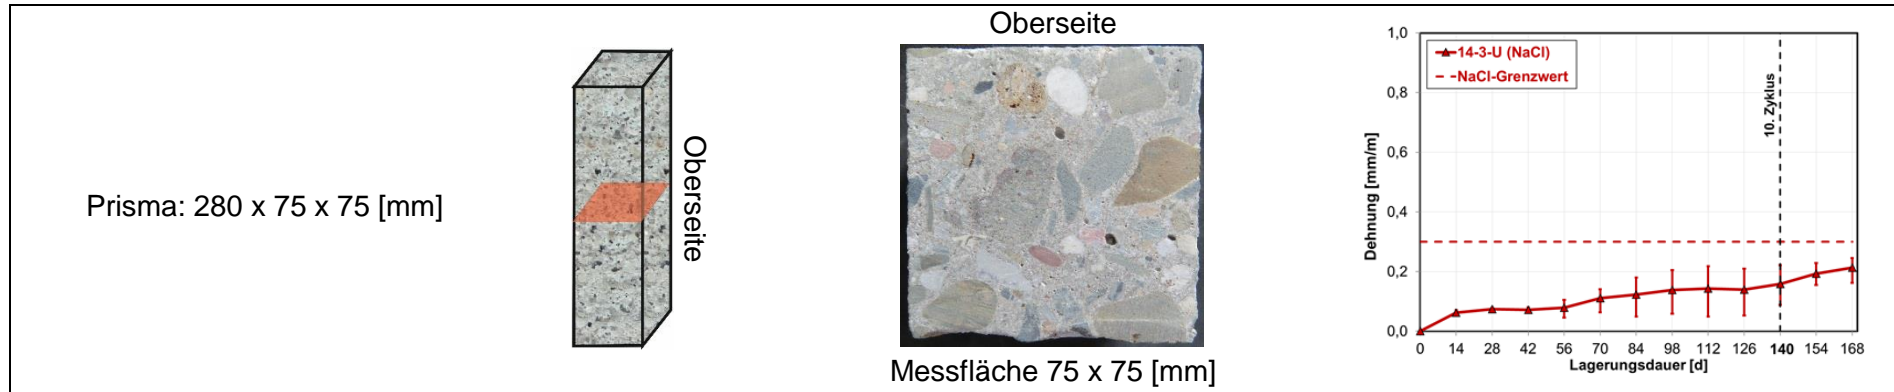 Prisma: 280 x 75 x 75 [mm]
Oberseite
Oberseite
Messfläche 75 x 75 [mm]
1,0
0,8
0,6
0,4
0,2
0,0
Dehnung [mm/m]
14-3-U (NaCl)
NaCl-Grenzwert
10. Zyklus
0 14 28 42 56 70 84 98 112 126 140 154 168
Lagerungsdauer [d]